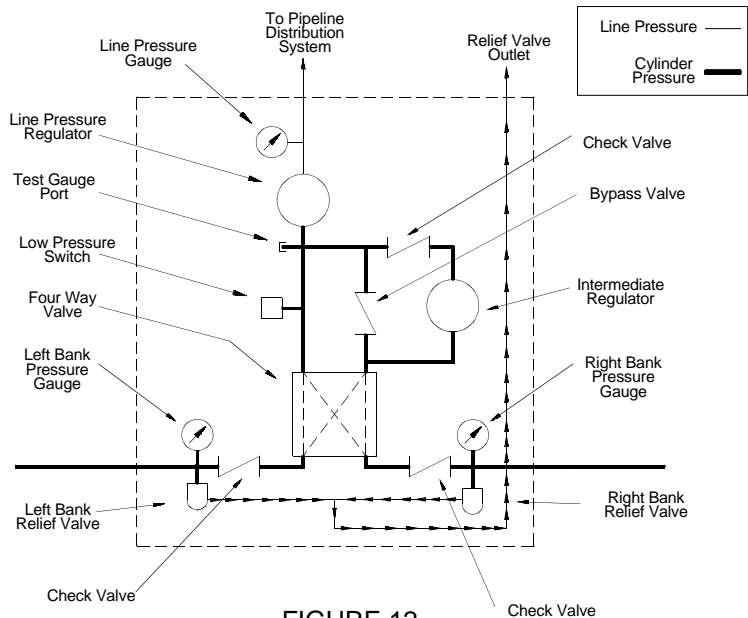 To Pipeline
Distribution
System
Relief Valve
Outlet
Line Pressure
Cylinder
Pressure
Line Pressure
Gauge
Line Pressure
Regulator
Check Valve
Test Gauge
Port
Bypass Valve
Low Pressure
Switch
Intermediate
Regulator
Four Way
Valve
Left Bank
Pressure
Gauge
Right Bank
Pressure
Gauge
Left Bank
Relief Valve
Right Bank
Relief Valve
Check Valve
Check Valve
FIGURE 12